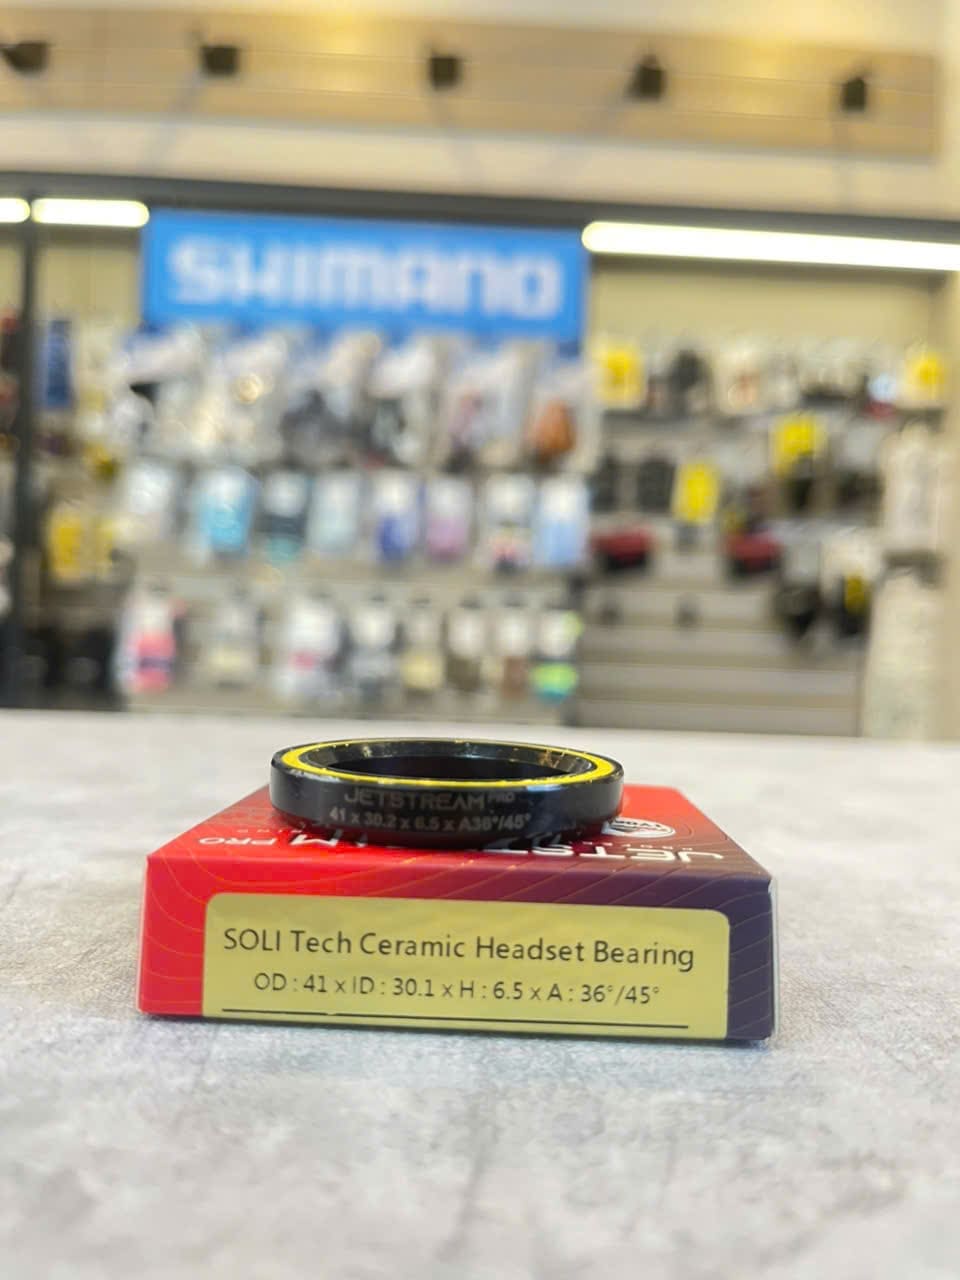 SHIMANO
JETSTREAM PRO
41 x 30.2 x 6.5 x A36°/45°
SOLI Tech Ceramic Headset Bearing
OD : 41 x ID : 30.1 x H : 6.5 x A : 36°/45°